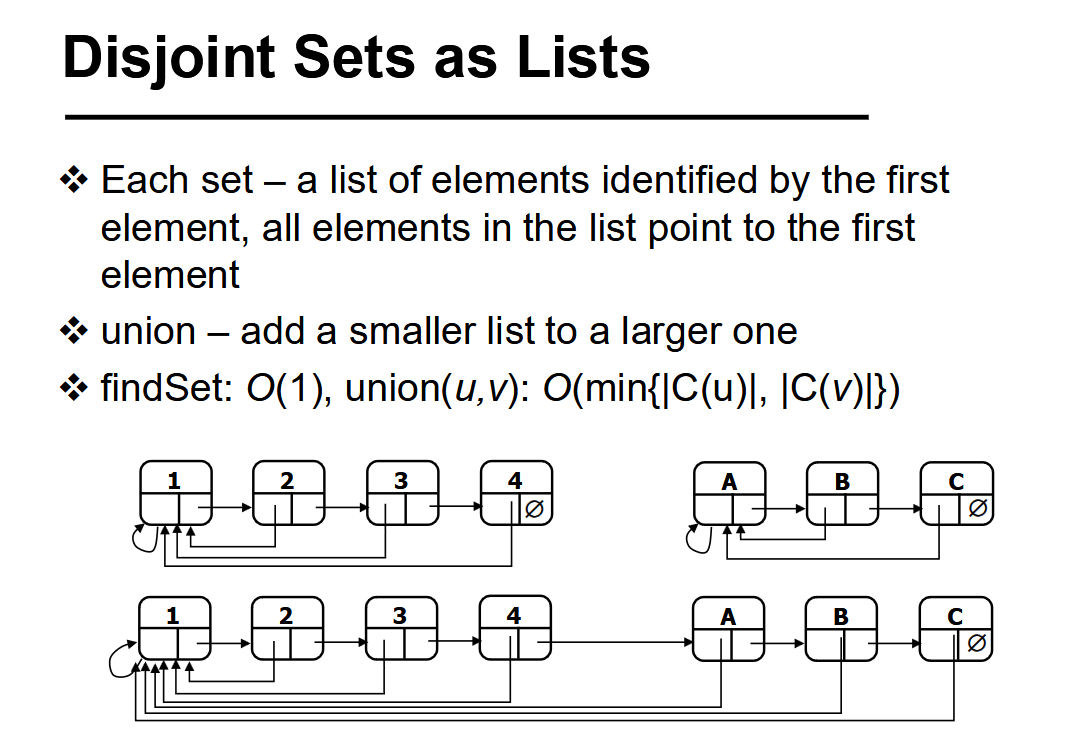 Disjoint Sets as Lists
❖ Each set – a list of elements identified by the first
element, all elements in the list point to the first
element
❖ union – add a smaller list to a larger one
❖ findSet: O(1), union(u,v): O(min{|C(u)|, |C(v)|})
1 2 3 4 A B C
∅ ∅
1 2 3 4 A B C
∅